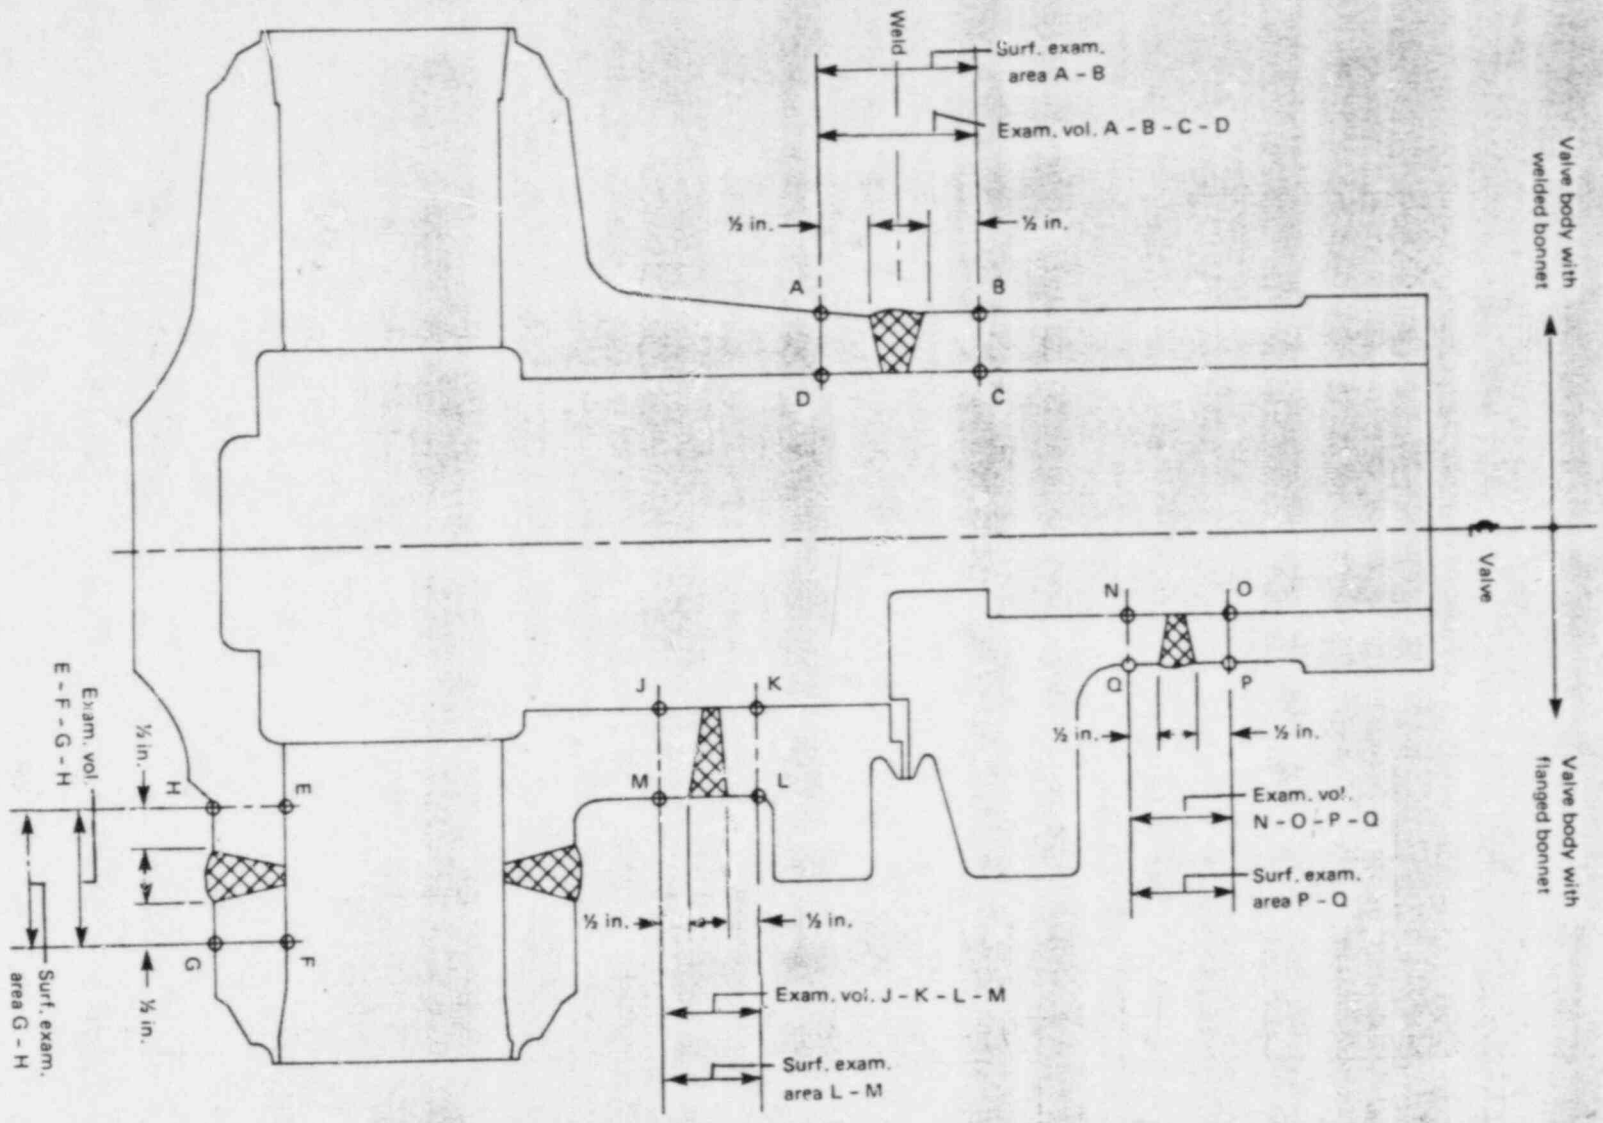 Weld
Surf. exam.
area A - B
Exam. vol. A - B - C - D
½ in.
½ in.
A
B
D
C
Valve body with
welded bonnet
℄
Valve
Valve body with
flanged bonnet
N
O
Q
P
½ in.
½ in.
Exam. vol.
N - O - P - Q
Surf. exam.
area P - Q
J
K
M
L
½ in.
½ in.
Exam. vol. J - K - L - M
Surf. exam.
area L - M
H
E
G
F
½ in.
½ in.
Exam. vol.
E - F - G - H
Surf. exam.
area G - H